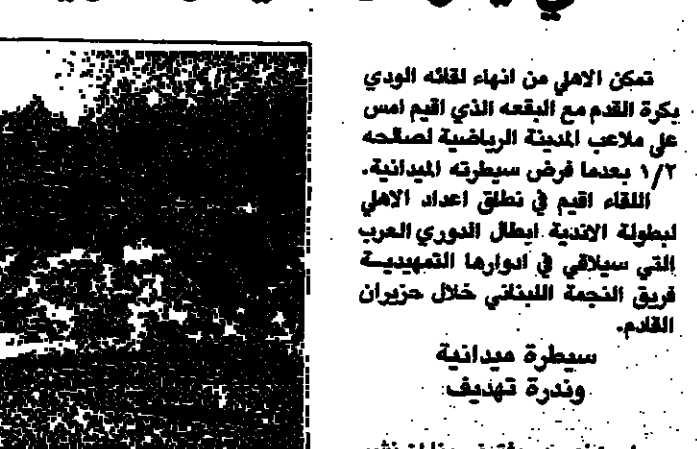 تمكن الاهلي من انهاء لقائه الودي
بكرة القدم مع البقعه الذي اقيم امس
على ملاعب المدينة الرياضية لصالحه
١/٢ بعدما فرض سيطرته الميدانية.
اللقاء اقيم في نطاق اعداد الاهلي
لبطولة الاندية ابطال الدوري العرب
التي سيلاقي في ادوارها التمهيديــة
فريق النجمة اللبناني خلال حزيران
القادم.
سيطرة ميدانية
وندرة تهديف